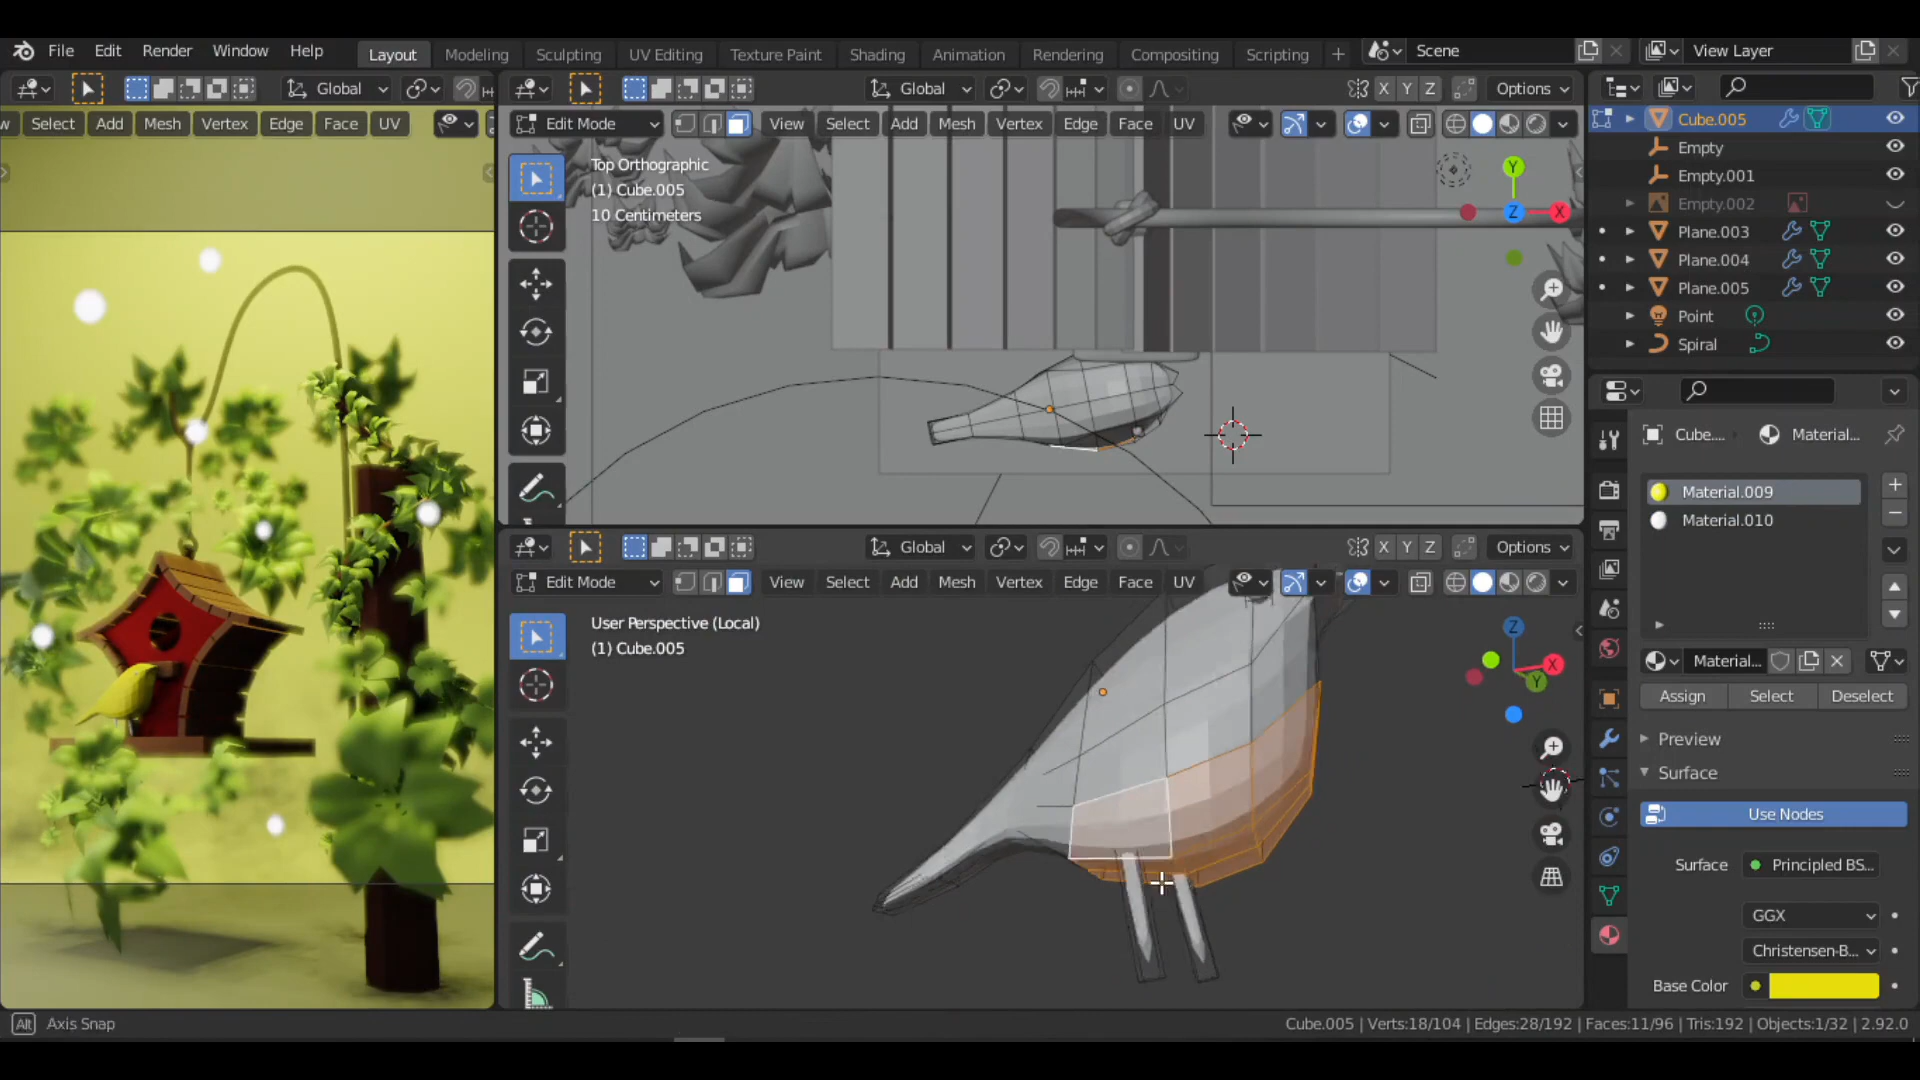 File Edit Render Window Help Layout Modeling Sculpting UV Editing Texture Paint Shading Animation Rendering Compositing Scripting + Scene View Layer
Global
Global X Y Z Options
Select Add Mesh Vertex Edge Face UV
Edit Mode View Select Add Mesh Vertex Edge Face UV
Top Orthographic
(1) Cube.005
10 Centimeters
Y
Z X
Cube.005
Empty
Empty.001
Empty.002
Plane.003
Plane.004
Plane.005
Point
Spiral
Cube.... Material...
Material.009
Material.010
Material...
Assign Select Deselect
Preview
Surface
Use Nodes
Surface Principled BS...
GGX
Christensen-B...
Base Color
Global X Y Z Options
Edit Mode View Select Add Mesh Vertex Edge Face UV
User Perspective (Local)
(1) Cube.005
Z
X
Y
Alt Axis Snap
Cube.005 | Verts:18/104 | Edges:28/192 | Faces:11/96 | Tris:192 | Objects:1/32 | 2.92.0